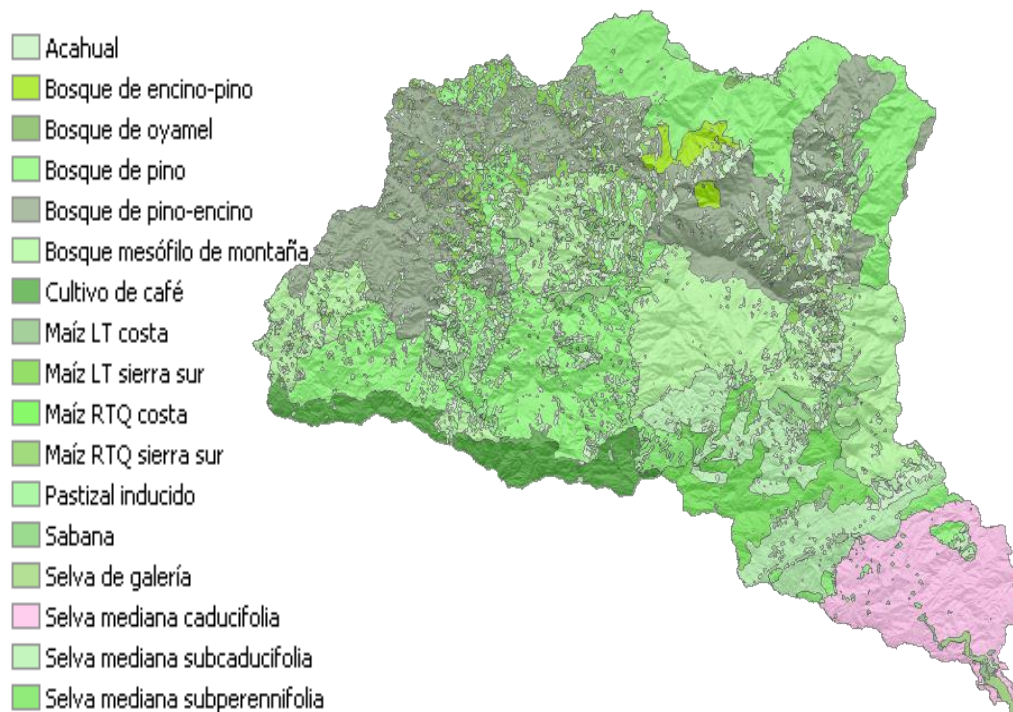 Acahual
Bosque de encino-pino
Bosque de oyamel
Bosque de pino
Bosque de pino-encino
Bosque mesófilo de montaña
Cultivo de café
Maíz LT costa
Maíz LT sierra sur
Maíz RTQ costa
Maíz RTQ sierra sur
Pastizal inducido
Sabana
Selva de galería
Selva mediana caducifolia
Selva mediana subcaducifolia
Selva mediana subperennifolia